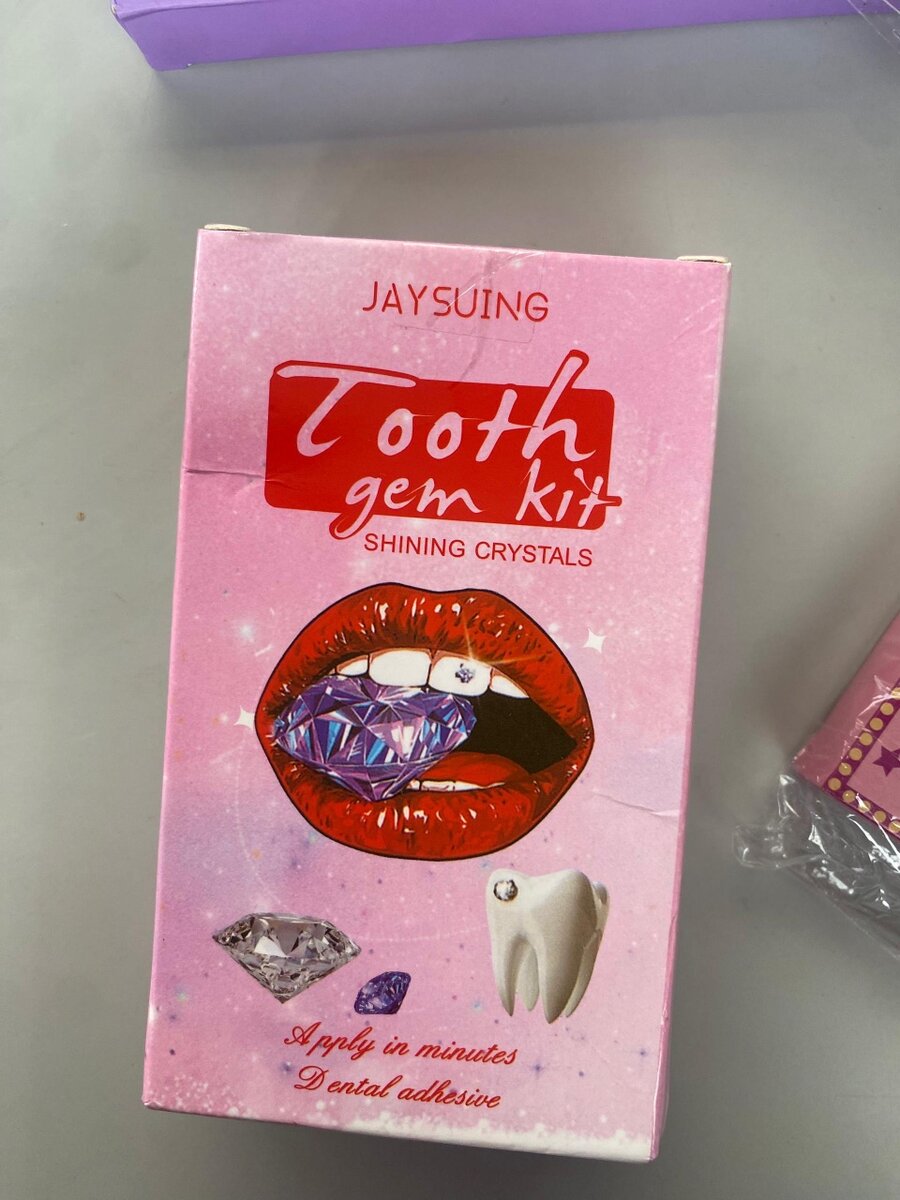 JAYSUING
Tooth
gem kit
SHINING CRYSTALS
Apply in minutes
Dental adhesive